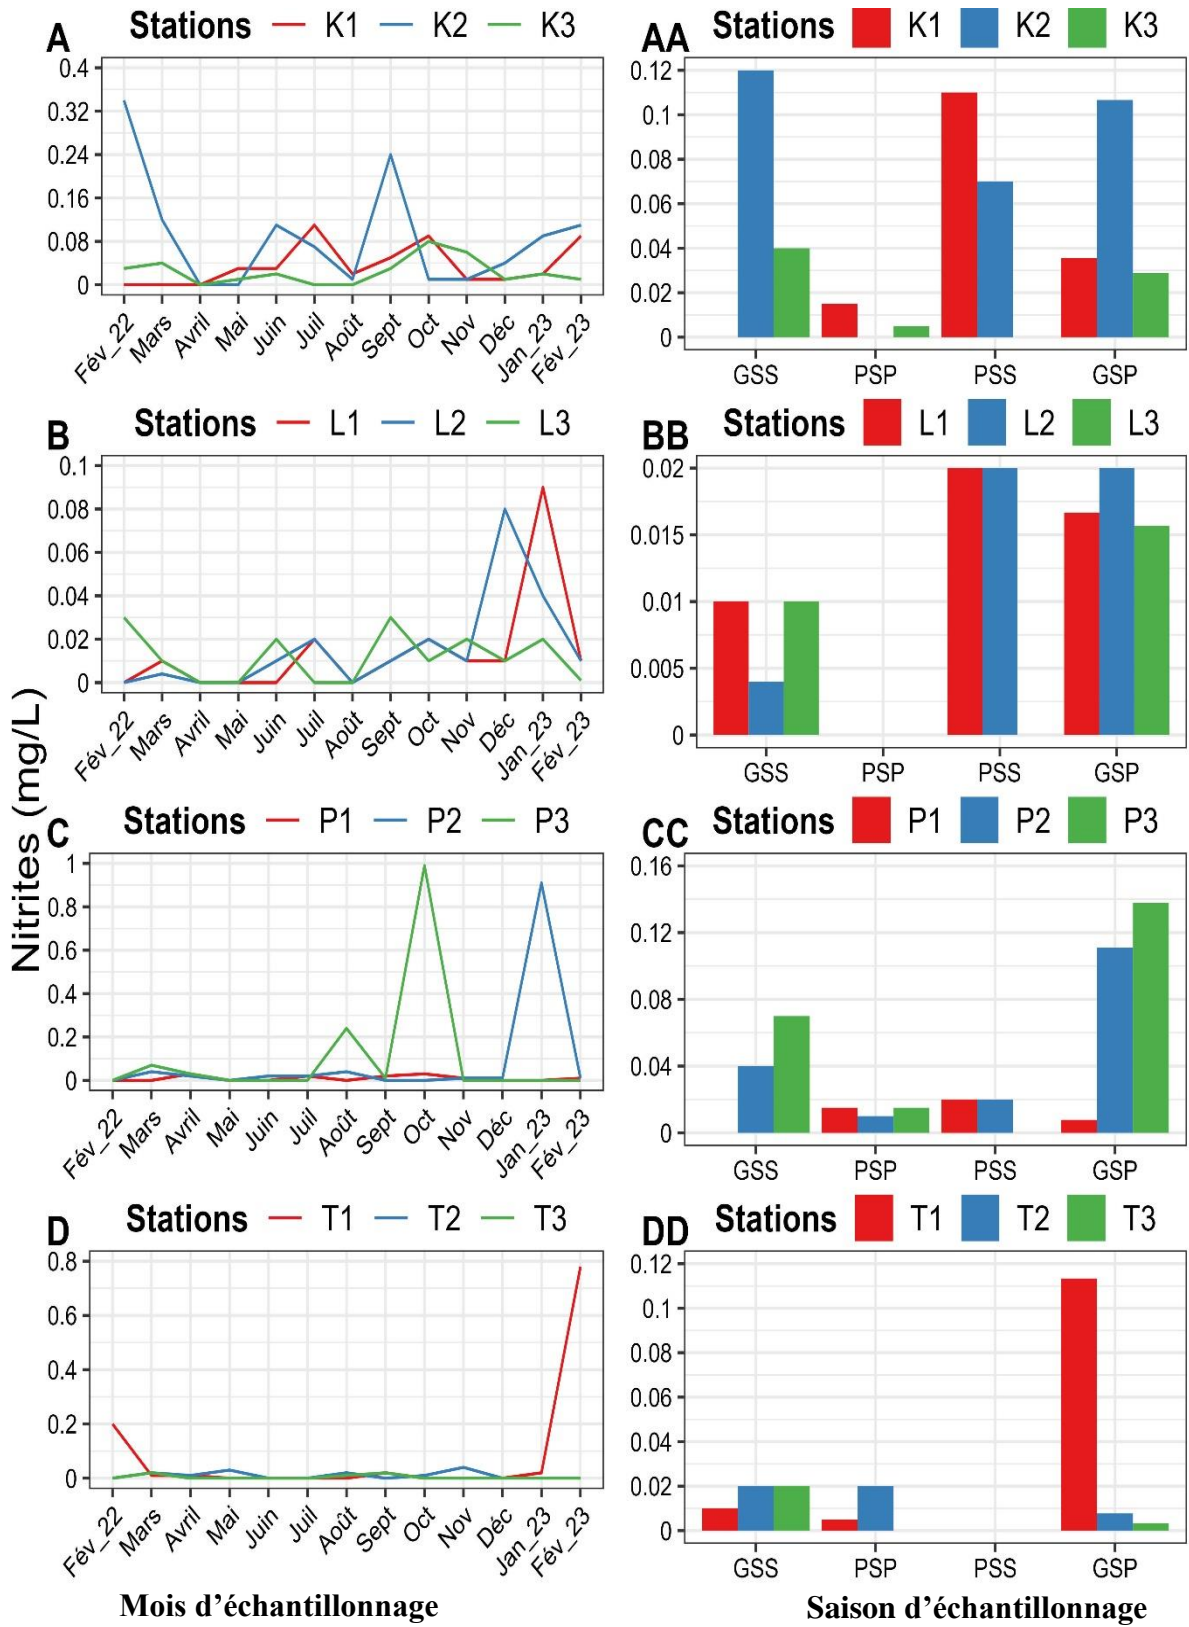 A Stations K1 K2 K3
0.4
0.32
0.24
0.16
0.08
0
Fév_22 Mars Avril Mai Juin Juil Août Sept Oct Nov Déc Jan_23 Fév_23
AA Stations K1 K2 K3
0.12
0.1
0.08
0.06
0.04
0.02
0
GSS PSP PSS GSP
B Stations L1 L2 L3
0.1
0.08
0.06
0.04
0.02
0
Fév_22 Mars Avril Mai Juin Juil Août Sept Oct Nov Déc Jan_23 Fév_23
BB Stations L1 L2 L3
0.02
0.015
0.01
0.005
0
GSS PSP PSS GSP
Nitrites (mg/L)
C Stations P1 P2 P3
1
0.8
0.6
0.4
0.2
0
Fév_22 Mars Avril Mai Juin Juil Août Sept Oct Nov Déc Jan_23 Fév_23
CC Stations P1 P2 P3
0.16
0.12
0.08
0.04
0
GSS PSP PSS GSP
D Stations T1 T2 T3
0.8
0.6
0.4
0.2
0
Fév_22 Mars Avril Mai Juin Juil Août Sept Oct Nov Déc Jan_23 Fév_23
DD Stations T1 T2 T3
0.12
0.1
0.08
0.06
0.04
0.02
0
GSS PSP PSS GSP
Mois d’échantillonnage
Saison d’échantillonnage